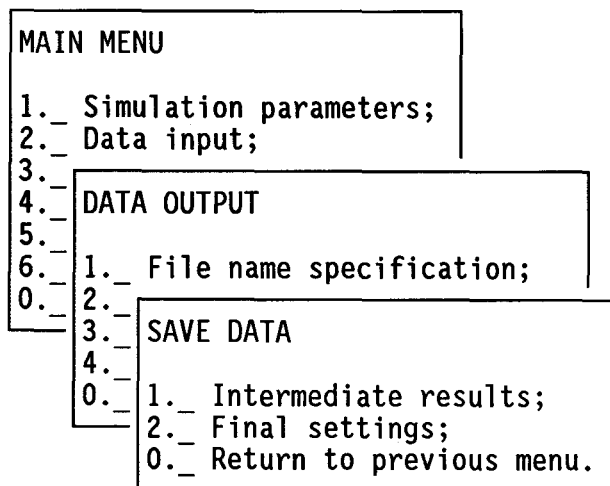 MAIN MENU
1._ Simulation parameters;
2._ Data input;
3._
4._
5._
6._
0._
DATA OUTPUT
1._ File name specification;
2._
3._
4._
0._
SAVE DATA
1._ Intermediate results;
2._ Final settings;
0._ Return to previous menu.